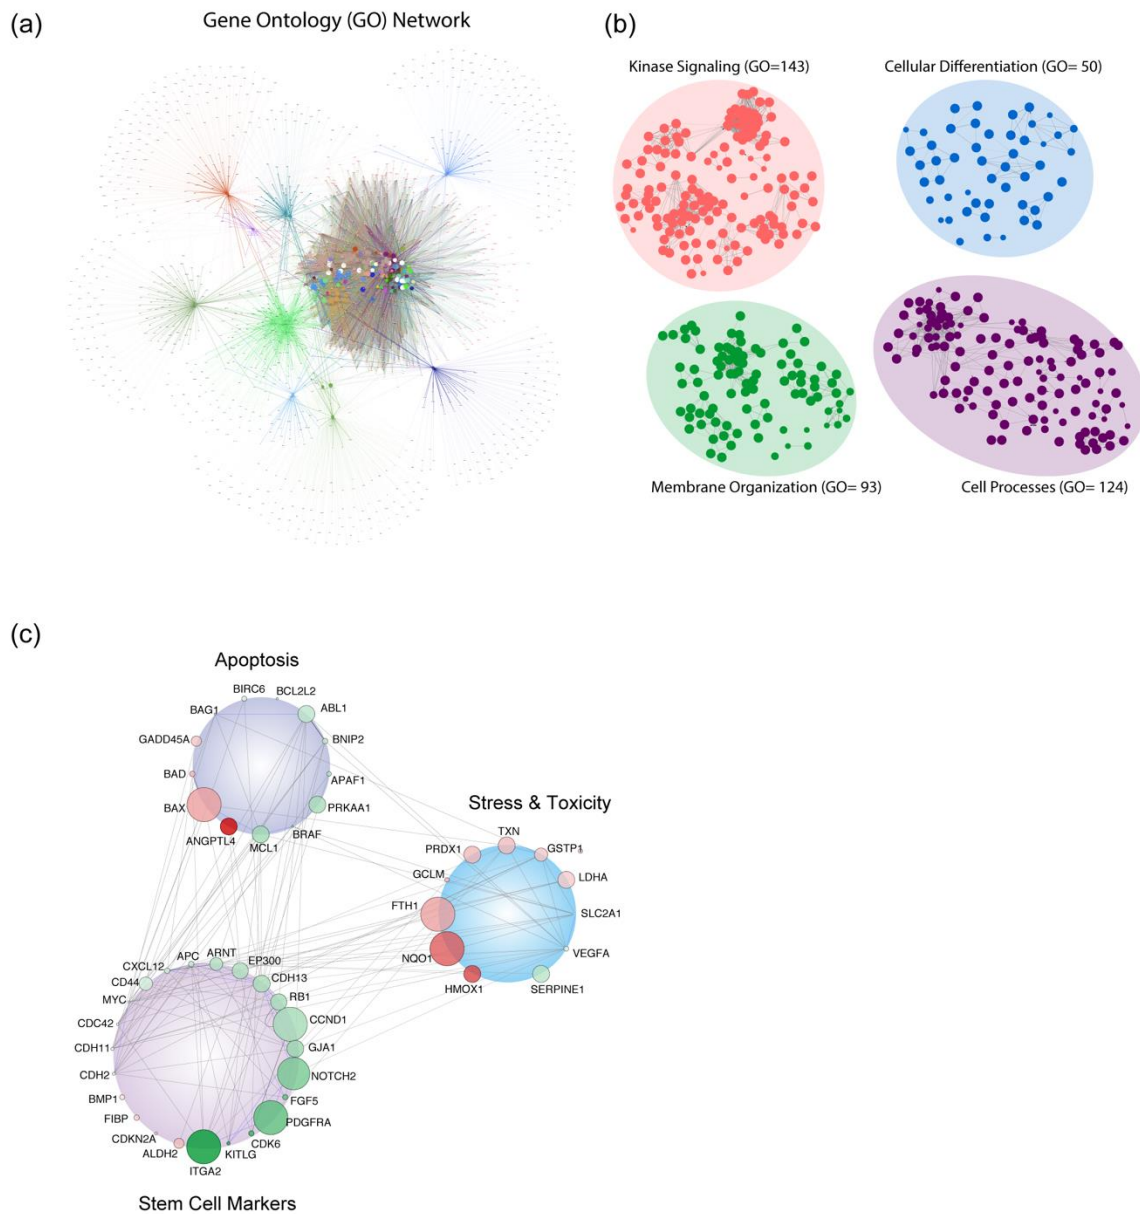 (a)
Gene Ontology (GO) Network
(b)
Kinase Signaling (GO=143)
Cellular Differentiation (GO= 50)
Membrane Organization (GO= 93)
Cell Processes (GO= 124)
(c)
Apoptosis
BIRC6
BCL2L2
BAG1
ABL1
GADD45A
BNIP2
BAD
APAF1
BAX
PRKAA1
ANGPTL4
MCL1
BRAF
Stress & Toxicity
TXN
PRDX1
GSTP1
GCLM
LDHA
FTH1
SLC2A1
NQO1
VEGFA
HMOX1
SERPINE1
APC
ARNT
CXCL12
EP300
CD44
CDH13
MYC
RB1
CDC42
CCND1
CDH11
GJA1
CDH2
NOTCH2
BMP1
FGF5
FIBP
PDGFRA
CDKN2A
CDK6
ALDH2
KITLG
ITGA2
Stem Cell Markers